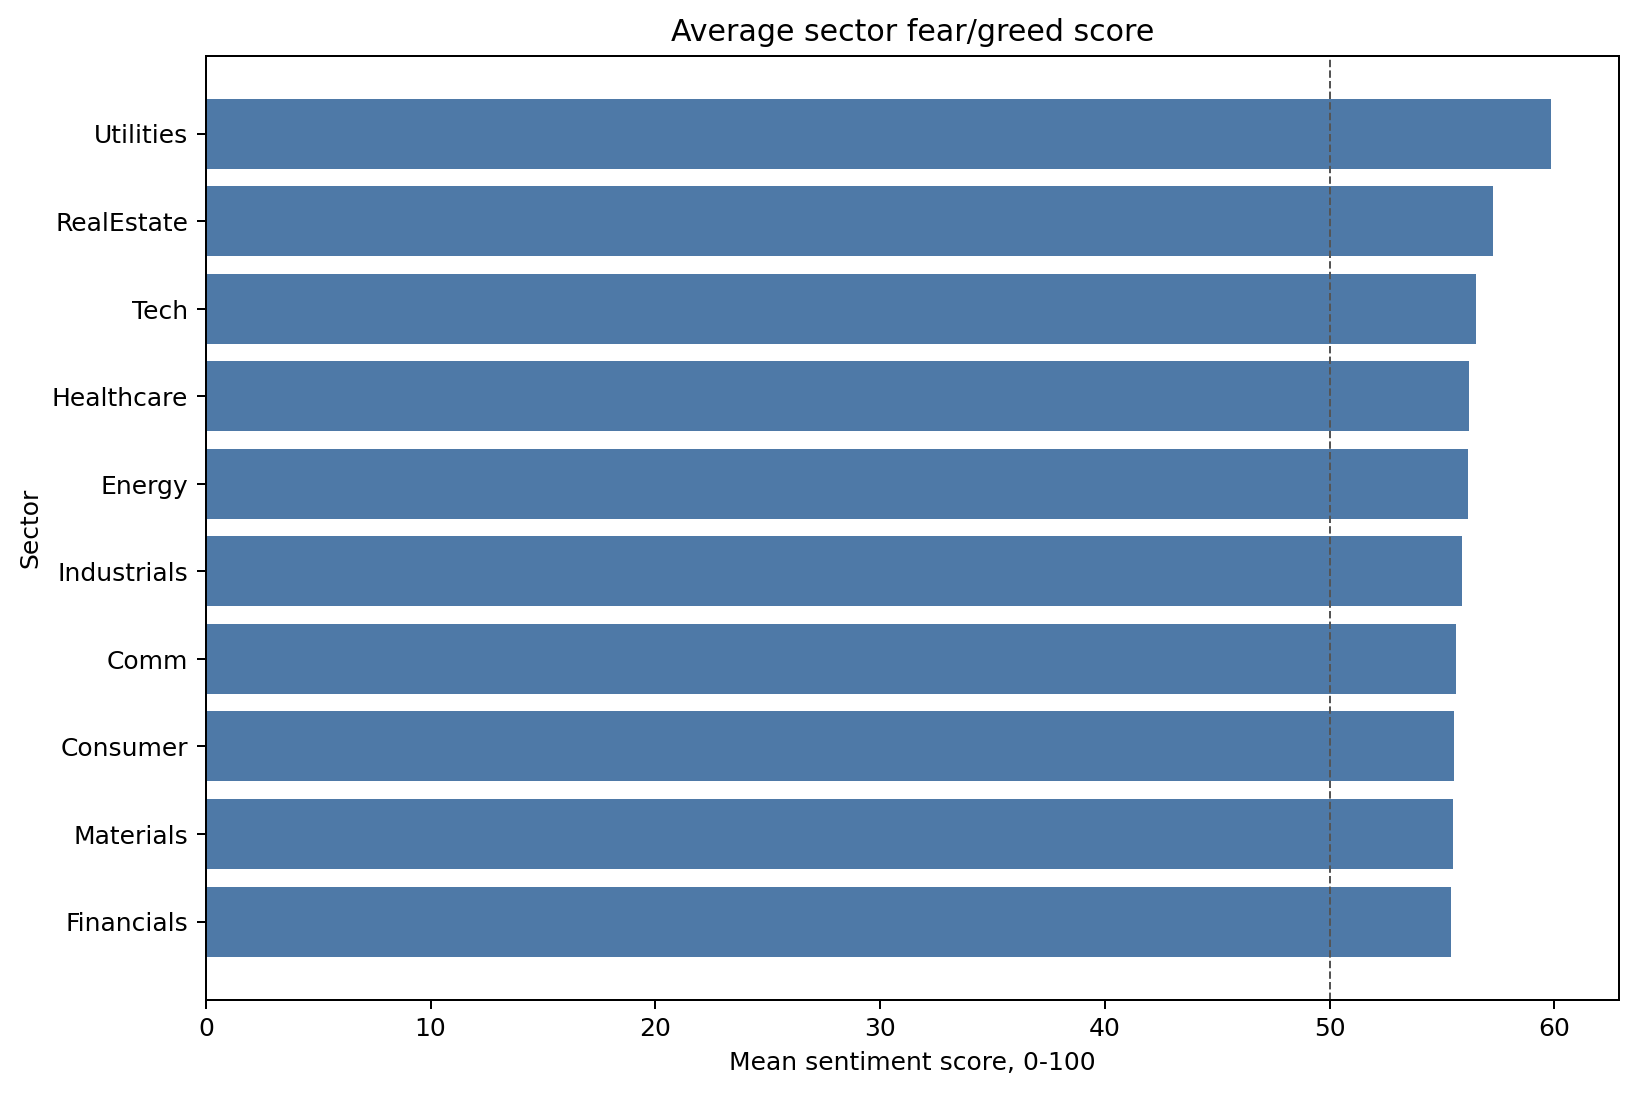 Average sector fear/greed score
Sector
Utilities
RealEstate
Tech
Healthcare
Energy
Industrials
Comm
Consumer
Materials
Financials
0 10 20 30 40 50 60
Mean sentiment score, 0-100